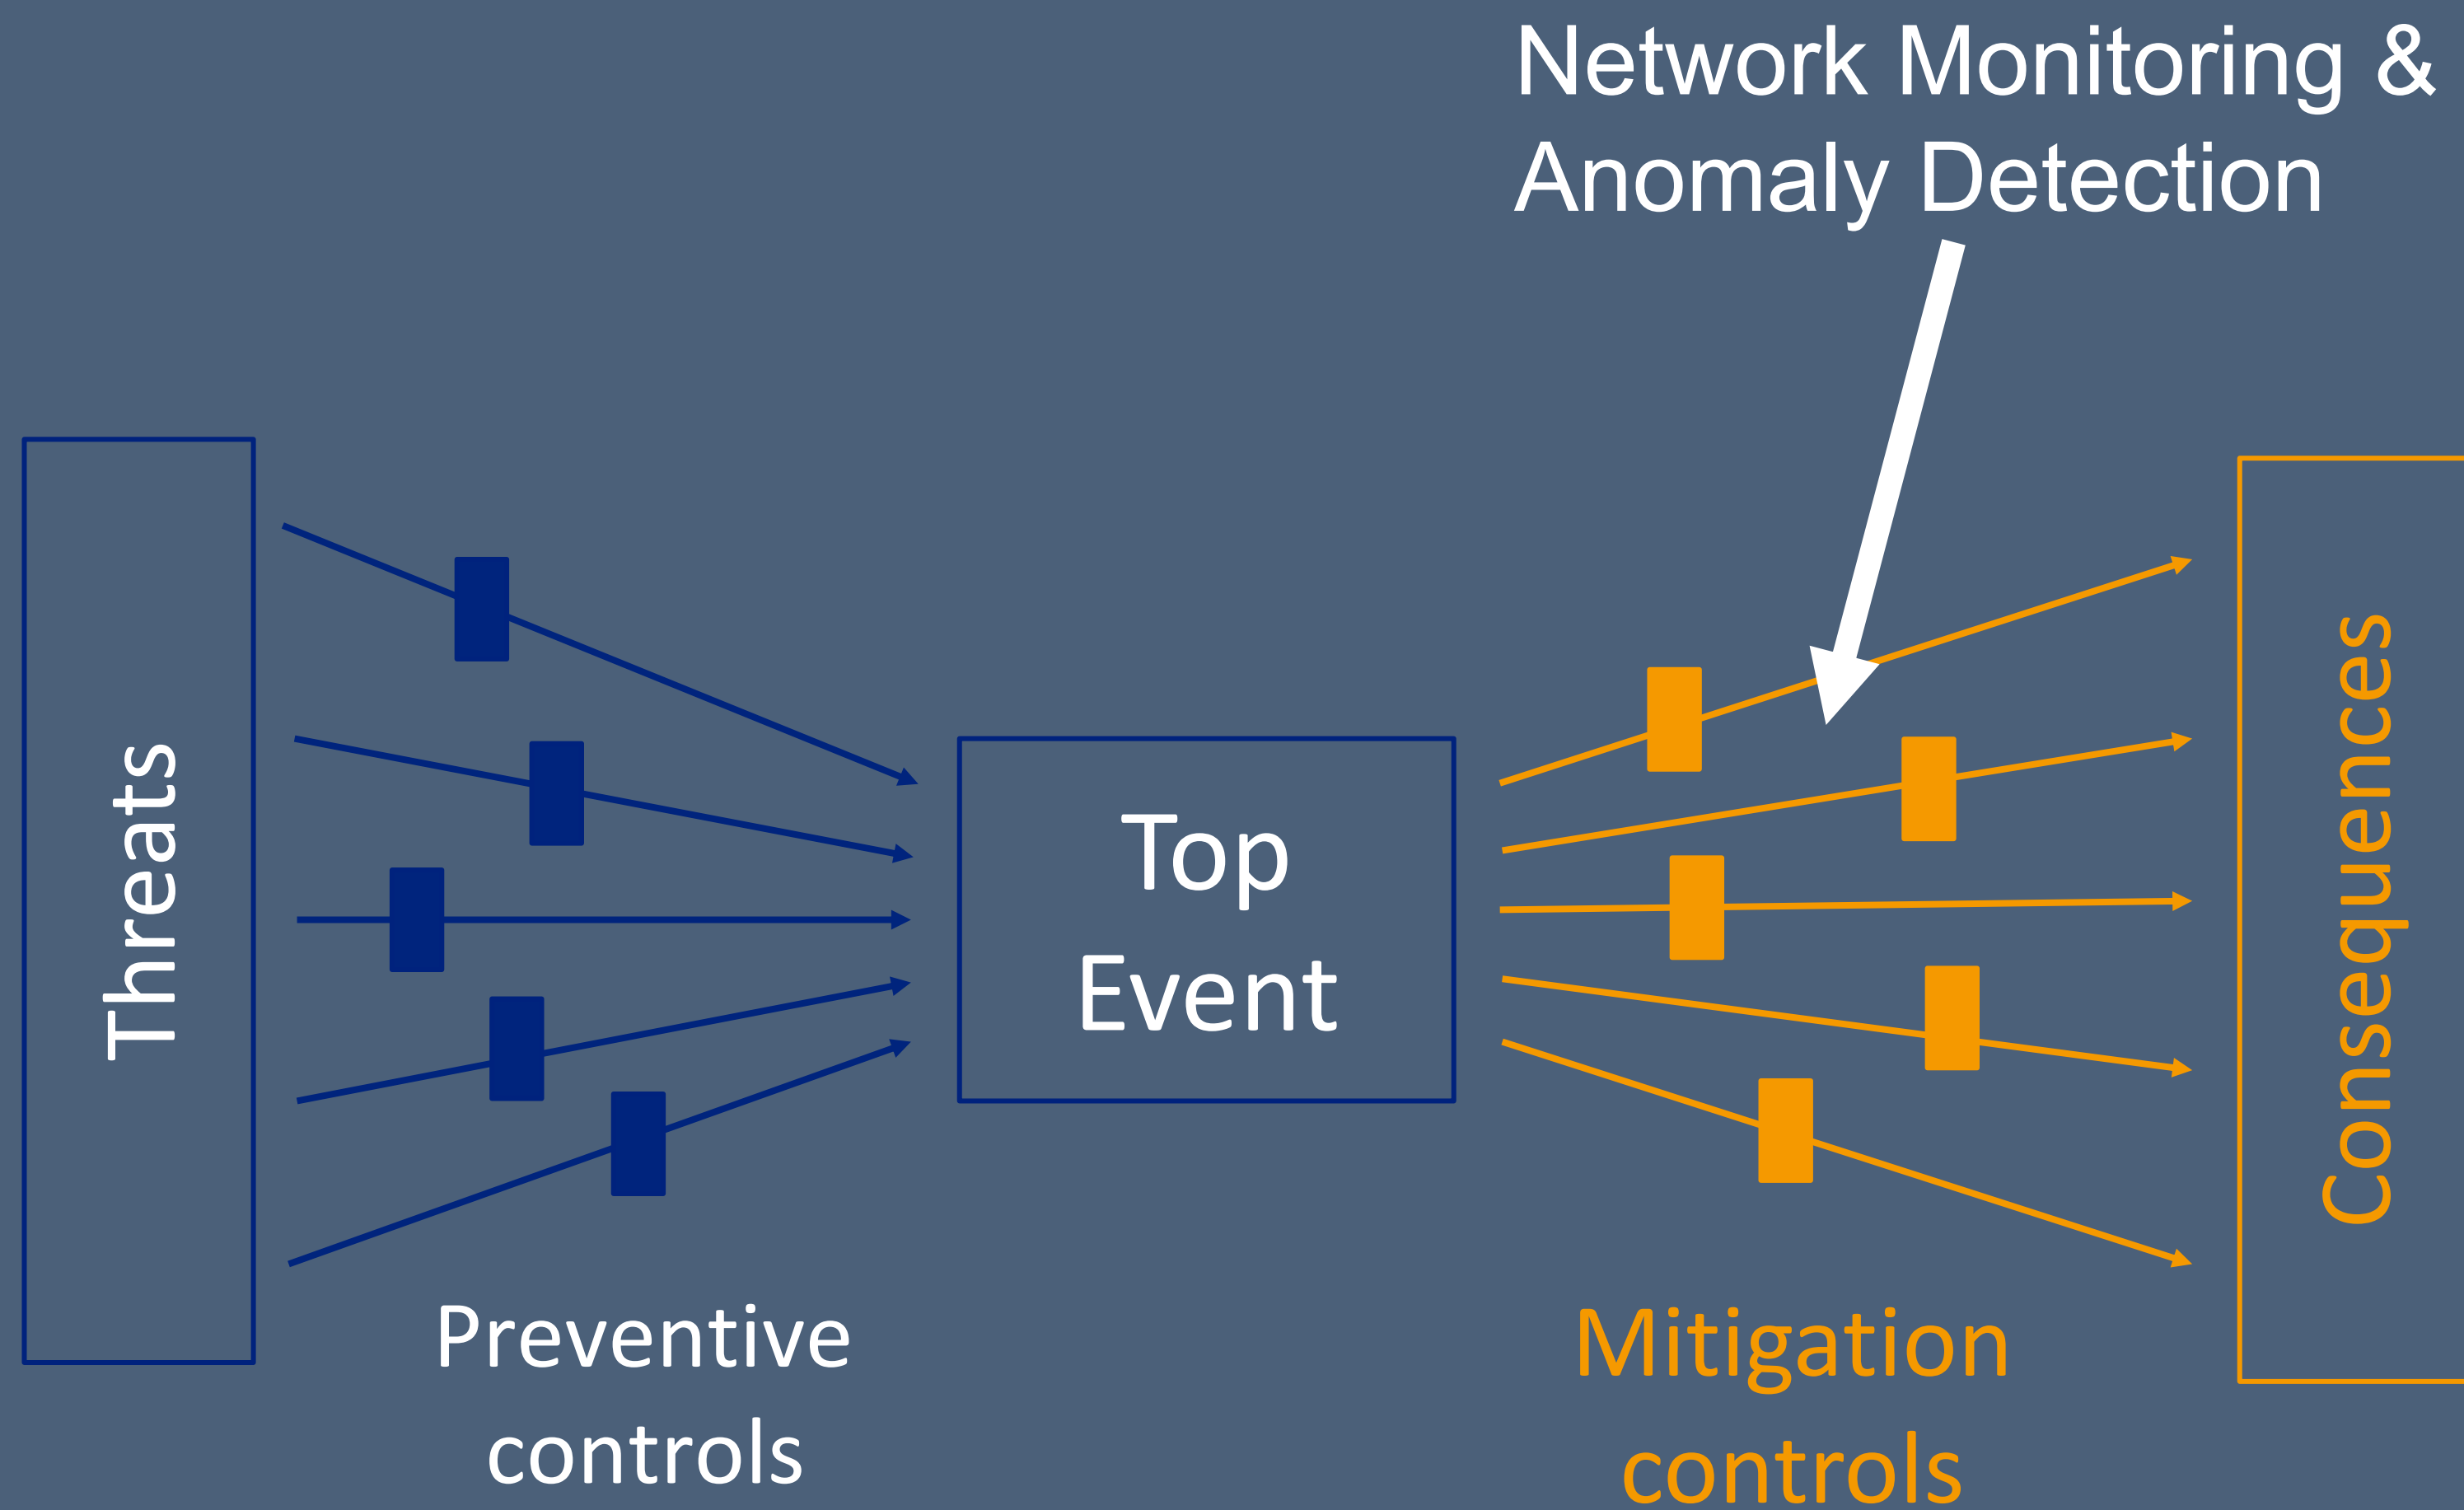 Network Monitoring &
Anomaly Detection
Threats
Top
Event
Consequences
Preventive
controls
Mitigation
controls